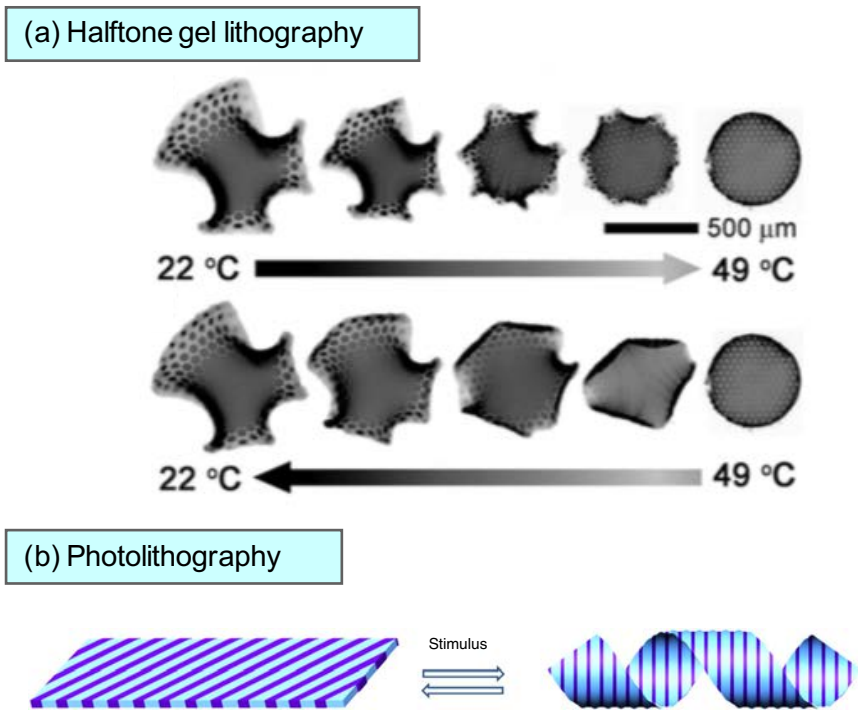 (a) Halftone gel lithography
500 μm
22 °C 49 °C
22 °C 49 °C
(b) Photolithography
Stimulus